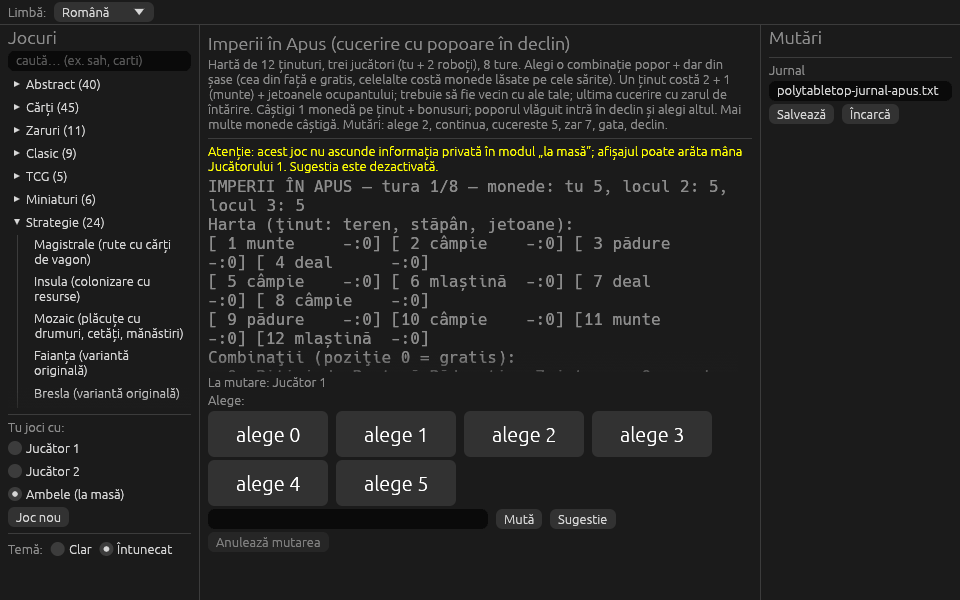 Limbă: Română
Jocuri
caută... (ex. sah, carti)
Abstract (40)
Cărți (45)
Zaruri (11)
Clasic (9)
TCG (5)
Miniaturi (6)
Strategie (24)
Magistrale (rute cu cărți
de vagon)
Insula (colonizare cu
resurse)
Mozaic (plăcuțe cu
drumuri, cetăți, mănăstiri)
Faianța (variantă
originală)
Bresla (variantă originală)
Tu joci cu:
Jucător 1
Jucător 2
Ambele (la masă)
Joc nou
Temă: Clar Întunecat
Imperii în Apus (cucerire cu popoare în declin)
Hartă de 12 ținuturi, trei jucători (tu + 2 roboți), 8 ture. Alegi o combinație popor + dar din
șase (cea din față e gratis, celelalte costă monede lăsate pe cele sărite). Un ținut costă 2 + 1
(munte) + jetoanele ocupantului; trebuie să fie vecin cu ale tale; ultima cucerire cu zarul de
întărire. Câștigi 1 monedă pe ținut + bonusuri; poporul vlăguit intră în declin și alegi altul. Mai
multe monede câștigă. Mutări: alege 2, continua, cucereste 5, zar 7, gata, declin.
Atenție: acest joc nu ascunde informația privată în modul „la masă”; afișajul poate arăta mâna
Jucătorului 1. Sugestia este dezactivată.
IMPERII ÎN APUS — tura 1/8 — monede: tu 5, locul 2: 5,
locul 3: 5
Harta (ţinut: teren, stăpân, jetoane):
[ 1 munte -:0] [ 2 câmpie -:0] [ 3 pădure
-:0] [ 4 deal -:0]
[ 5 câmpie -:0] [ 6 mlaştină -:0] [ 7 deal
-:0] [ 8 câmpie -:0]
[ 9 pădure -:0] [10 câmpie -:0] [11 munte
-:0] [12 mlaştină -:0]
Combinaţii (poziţie 0 = gratis):
La mutare: Jucător 1
Alege:
alege 0 alege 1 alege 2 alege 3
alege 4 alege 5
Mută Sugestie
Anulează mutarea
Mutări
Jurnal
polytabletop-jurnal-apus.txt
Salvează Încarcă